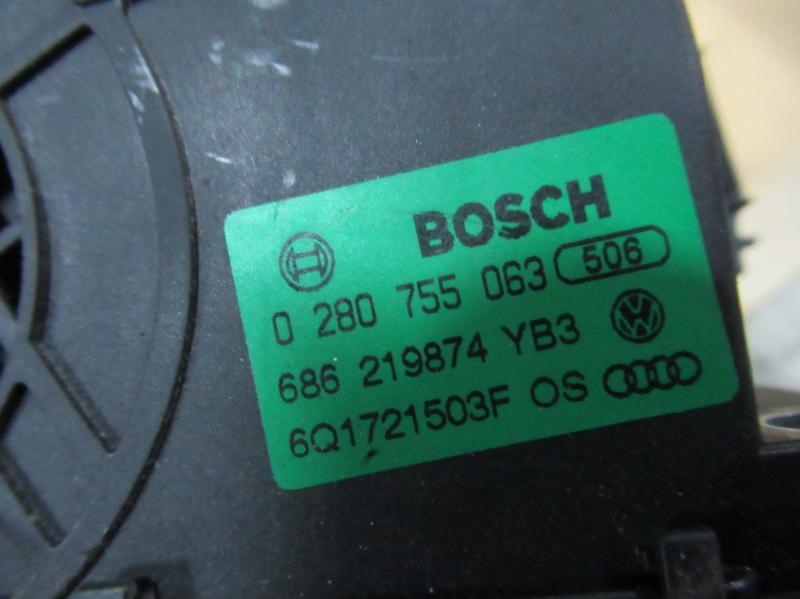 BOSCH
0 280 755 063 506
686 219874 YB3
6Q1721503F OS